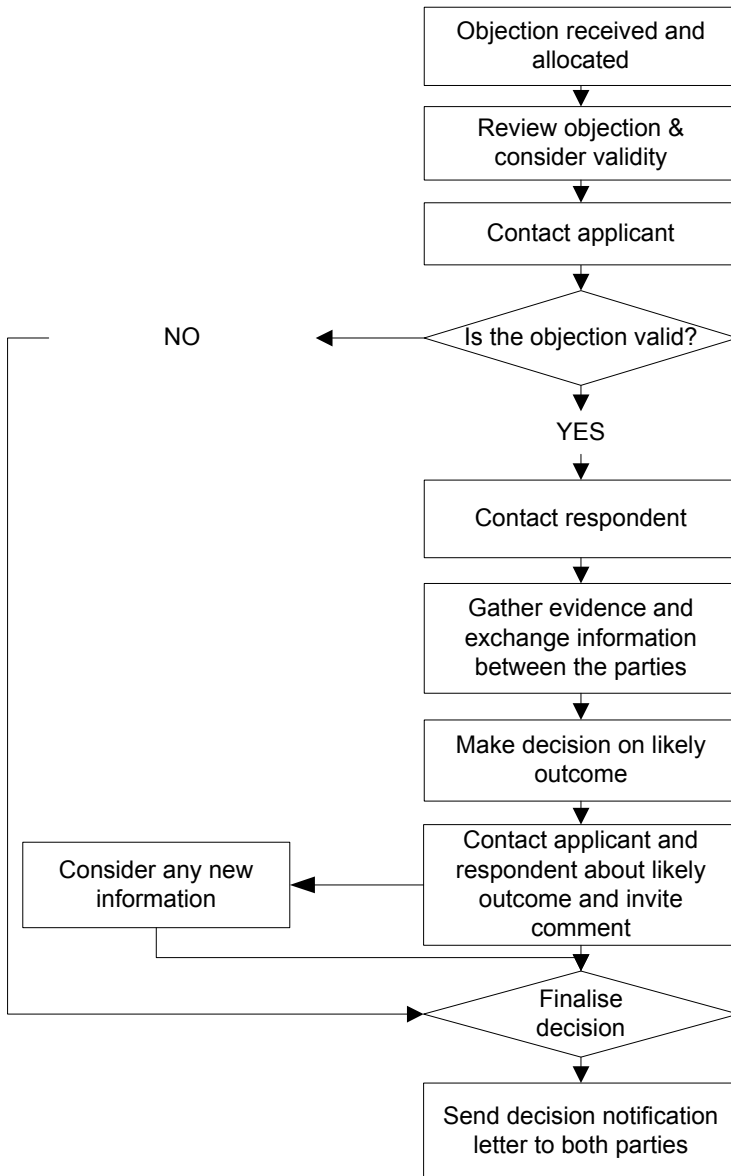 Objection received and
allocated
Review objection &
consider validity
Contact applicant
Is the objection valid?
NO
YES
Contact respondent
Gather evidence and
exchange information
between the parties
Make decision on likely
outcome
Contact applicant and
respondent about likely
outcome and invite
comment
Consider any new
information
Finalise
decision
Send decision notification
letter to both parties